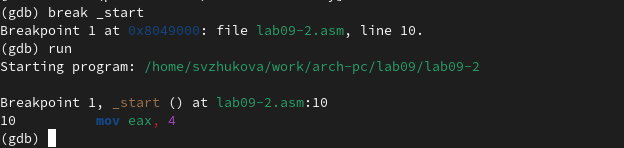 (gdb) break _start
Breakpoint 1 at 0x8049000: file lab09-2.asm, line 10.
(gdb) run
Starting program: /home/svzhukova/work/arch-pc/lab09/lab09-2
Breakpoint 1, _start () at lab09-2.asm:10
10 mov eax, 4
(gdb)